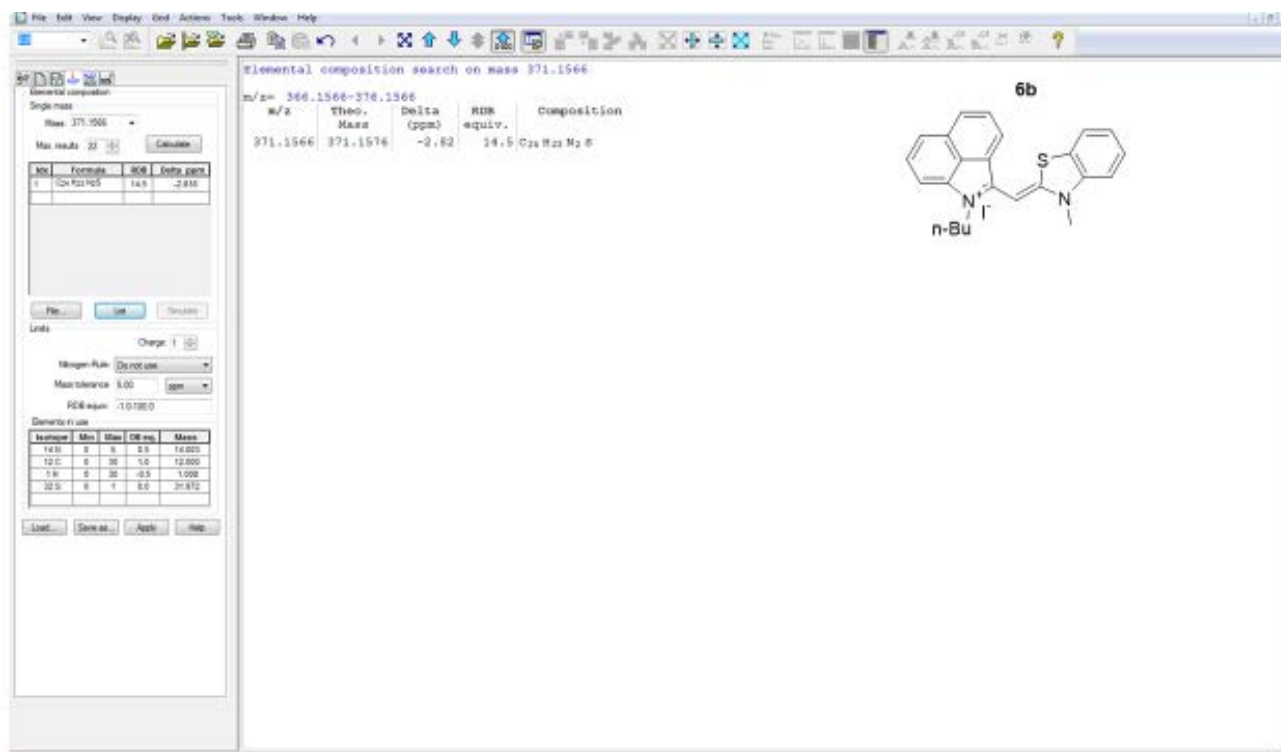 File Edit View Display Grid Actions Tools Window Help
Elemental composition
Single mass
Mass: 371.1566
Max. results 33 Calculate
Idx Formula RDB Delta ppm
1 C24 H23 N2 S 14.5
List Simulate
Limits
Charge: 1
Nitrogen-Rule: Do not use
Mass tolerance 5.00 ppm
RDB equiv -1.0-100.0
Elements in use
Isotope Min Max DB eq. Mass
14 N 0 5 0.5 14.003
12 C 0 30 1.0 12.000
1 H 0 30 -0.5 1.008
32 S 0 1 0.0 31.972
Load... Save as... Apply Help
Elemental composition search on mass 371.1566
m/z= 366.1566-376.1566
m/z Theo. Delta RDB Composition
Mass (ppm) equiv.
371.1566 371.1576 -2.82 14.5 C24 H23 N2 S
6b
S
N+ I- N
n-Bu